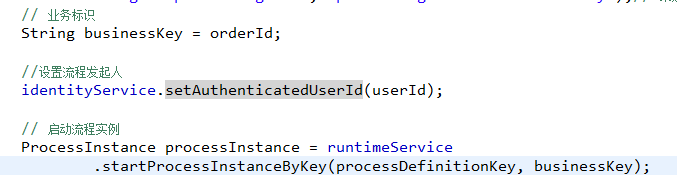 // 业务标识
String businessKey = orderId;
//设置流程发起人
identityService.setAuthenticatedUserId(userId);
// 启动流程实例
ProcessInstance processInstance = runtimeService
.startProcessInstanceByKey(processDefinitionKey, businessKey);